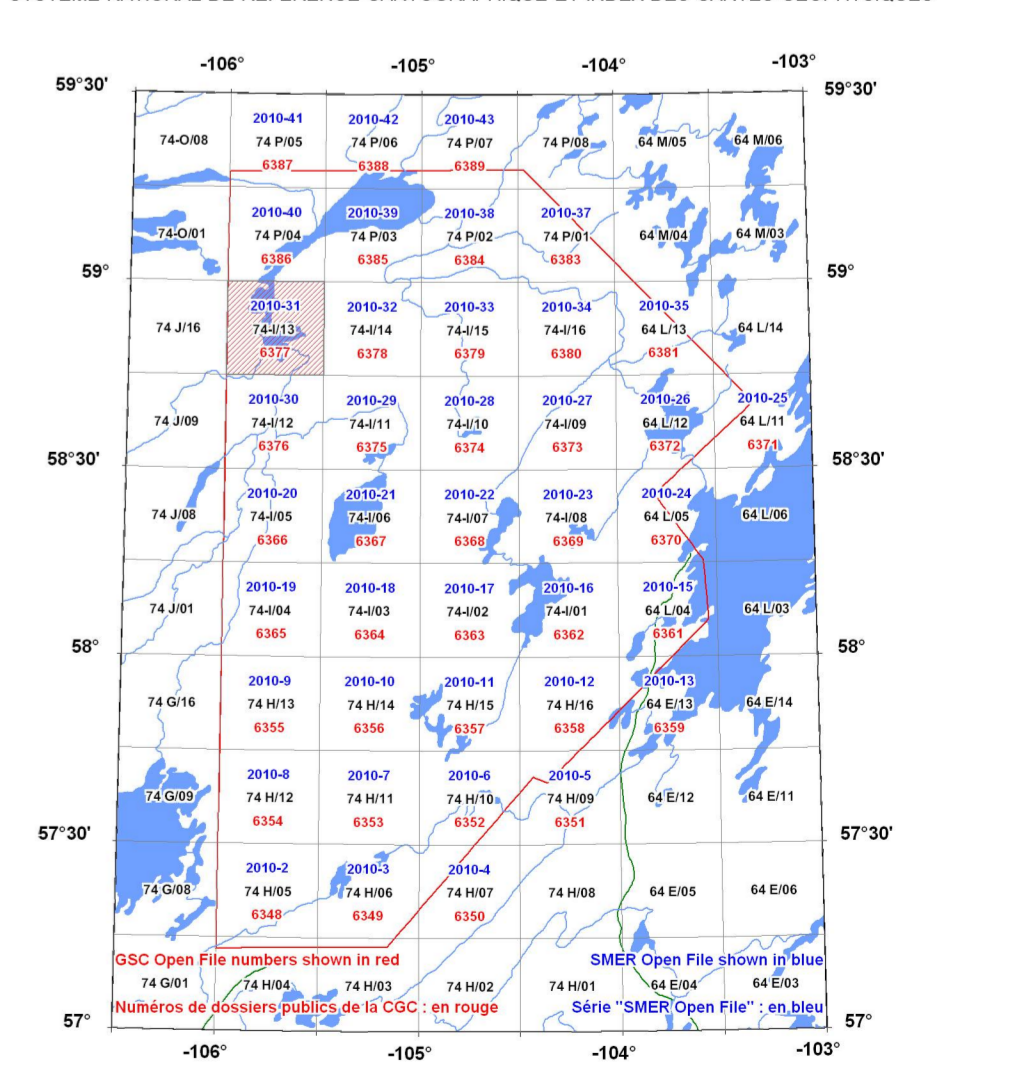 -106° -105° -104° -103°
59°30' 59°30'
2010-41 2010-42 2010-43
74-O/08 74 P/05 74 P/06 74 P/07 74 P/08 64 M/05 64 M/06
6387 6388 6389
2010-40 2010-39 2010-38 2010-37
74-O/01 74 P/04 74 P/03 74 P/02 74 P/01 64 M/04 64 M/03
6386 6385 6384 6383
59° 59°
2010-31 2010-32 2010-33 2010-34 2010-35
74 J/16 74-I/13 74-I/14 74-I/15 74-I/16 64 L/13 64 L/14
6377 6378 6379 6380 6381
2010-30 2010-29 2010-28 2010-27 2010-26 2010-25
74 J/09 74-I/12 74-I/11 74-I/10 74-I/09 64 L/12 64 L/11
6376 6375 6374 6373 6372 6371
58°30' 58°30'
2010-20 2010-21 2010-22 2010-23 2010-24
74 J/08 74-I/05 74-I/06 74-I/07 74-I/08 64 L/05 64 L/06
6366 6367 6368 6369 6370
2010-19 2010-18 2010-17 2010-16 2010-15
74 J/01 74-I/04 74-I/03 74-I/02 74-I/01 64 L/04 64 L/03
6365 6364 6363 6362 6361
58° 58°
2010-9 2010-10 2010-11 2010-12 2010-13
74 G/16 74 H/13 74 H/14 74 H/15 74 H/16 64 E/13 64 E/14
6355 6356 6357 6358 6359
2010-8 2010-7 2010-6 2010-5
74 G/09 74 H/12 74 H/11 74 H/10 74 H/09 64 E/12 64 E/11
6354 6353 6352 6351
57°30' 57°30'
2010-2 2010-3 2010-4
74 G/08 74 H/05 74 H/06 74 H/07 74 H/08 64 E/05 64 E/06
6348 6349 6350
GSC Open File numbers shown in red SMER Open File shown in blue
74 G/01 74 H/04 74 H/03 74 H/02 74 H/01 64 E/04 64 E/03
Numéros de dossiers publics de la CGC : en rouge Série "SMER Open File" : en bleu
57° 57°
-106° -105° -104° -103°